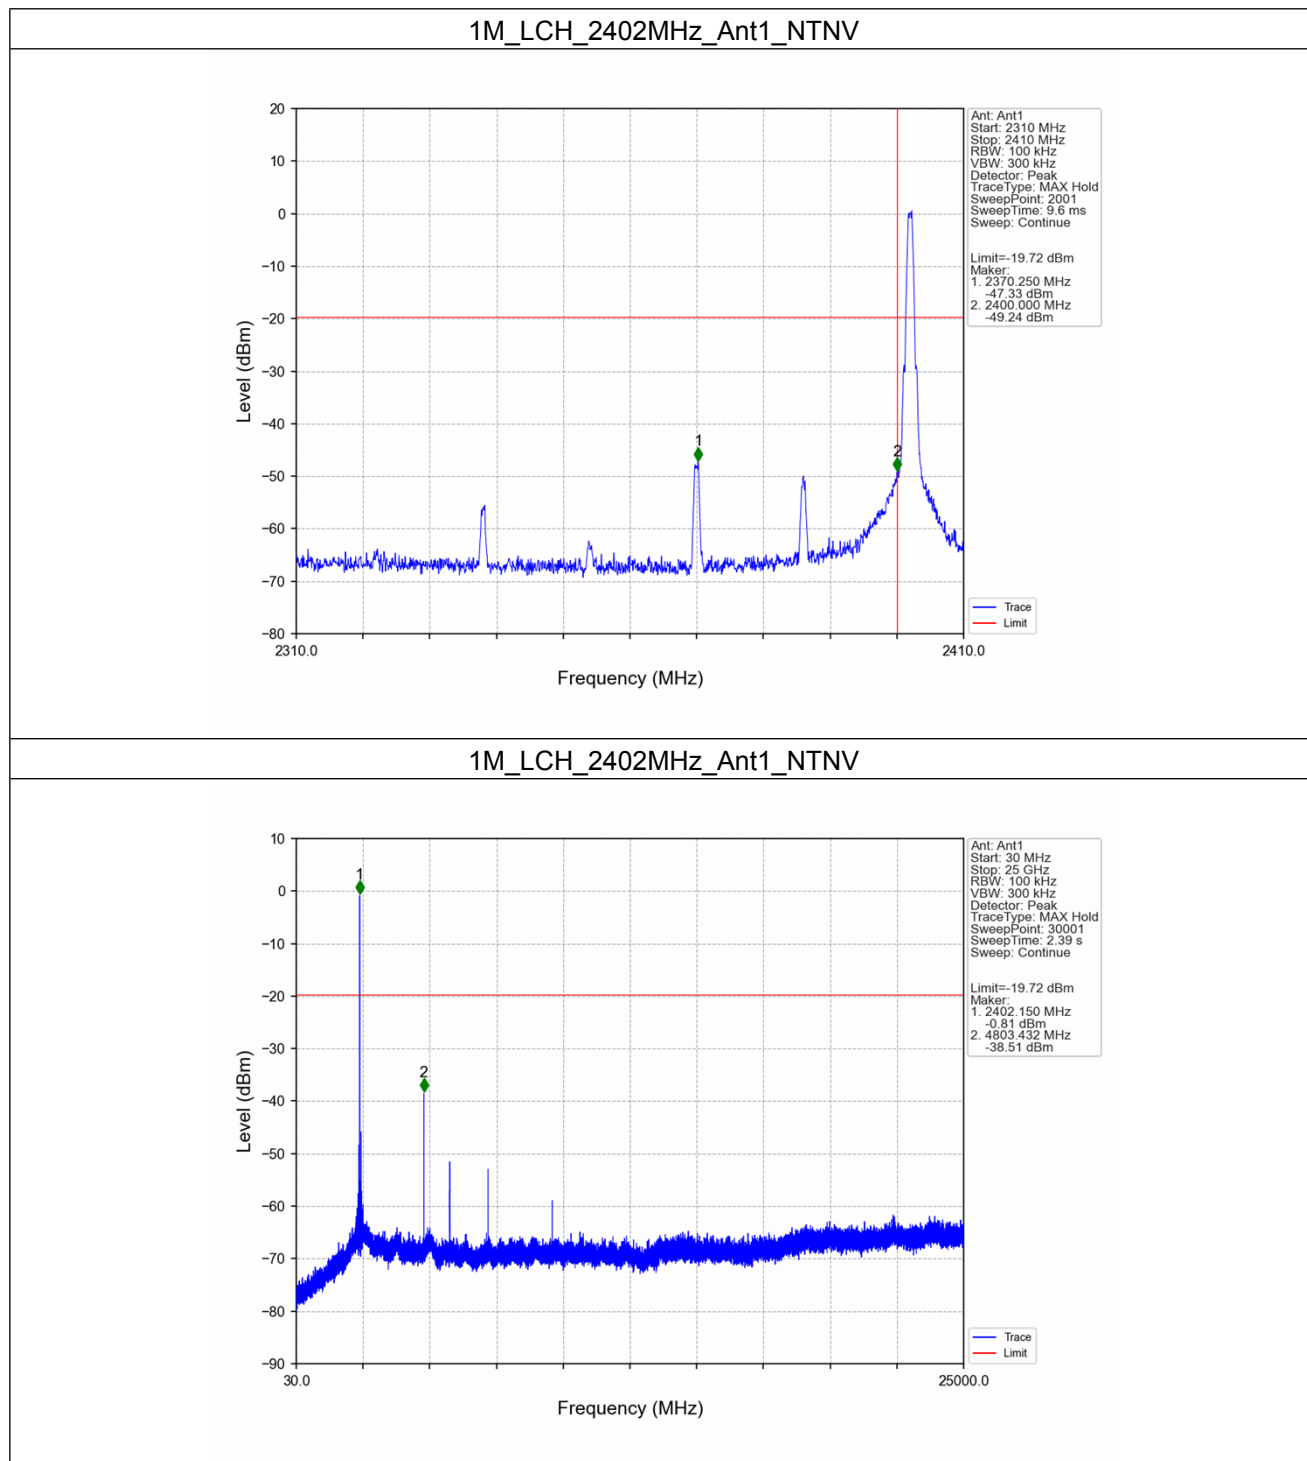 1M_LCH_2402MHz_Ant1_NTNV
20
10
0
−10
−20
−30
−40
−50
−60
−70
−80
Level (dBm)
1
2
2310.0
2410.0
Frequency (MHz)
Ant: Ant1
Start: 2310 MHz
Stop: 2410 MHz
RBW: 100 kHz
VBW: 300 kHz
Detector: Peak
TraceType: MAX Hold
SweepPoint: 2001
SweepTime: 9.6 ms
Sweep: Continue
Limit=-19.72 dBm
Maker:
1. 2370.250 MHz
-47.33 dBm
2. 2400.000 MHz
-49.24 dBm
Trace
Limit
1M_LCH_2402MHz_Ant1_NTNV
10
0
−10
−20
−30
−40
−50
−60
−70
−80
−90
Level (dBm)
1
2
30.0
25000.0
Frequency (MHz)
Ant: Ant1
Start: 30 MHz
Stop: 25 GHz
RBW: 100 kHz
VBW: 300 kHz
Detector: Peak
TraceType: MAX Hold
SweepPoint: 30001
SweepTime: 2.39 s
Sweep: Continue
Limit=-19.72 dBm
Maker:
1. 2402.150 MHz
-0.81 dBm
2. 4803.432 MHz
-38.51 dBm
Trace
Limit